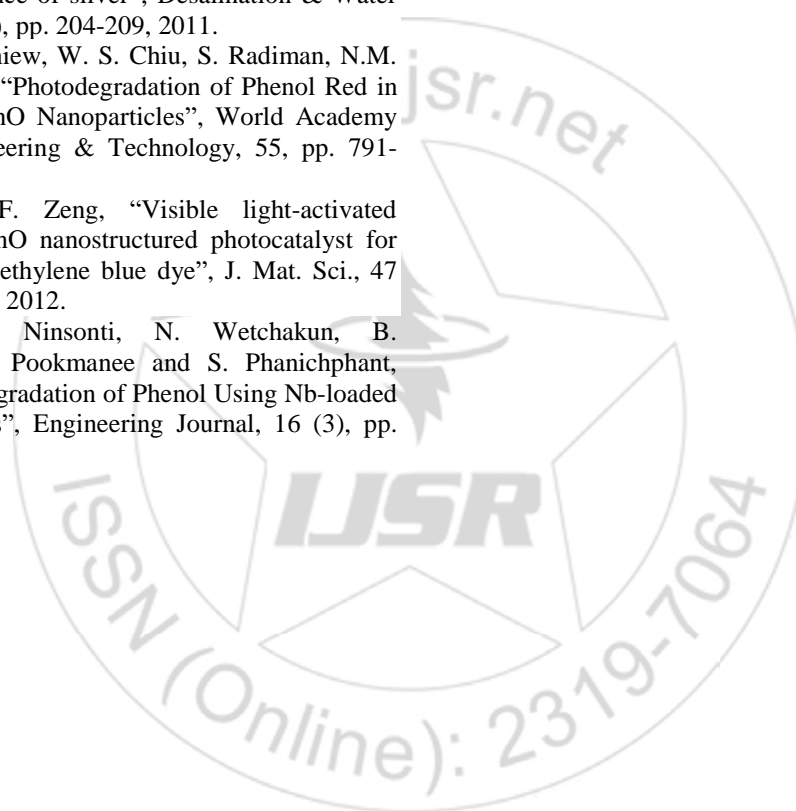 ce of silver", Desalination & Water
), pp. 204-209, 2011.
iew, W. S. Chiu, S. Radiman, N.M.
"Photodegradation of Phenol Red in
nO Nanoparticles", World Academy
eering & Technology, 55, pp. 791-
F. Zeng, "Visible light-activated
nO nanostructured photocatalyst for
ethylene blue dye", J. Mat. Sci., 47
2012.
Ninsonti, N. Wetchakun, B.
Pookmanee and S. Phanichphant,
gradation of Phenol Using Nb-loaded
s", Engineering Journal, 16 (3), pp.
jsr.net
IJSR
ISSN (Online): 2319-7064